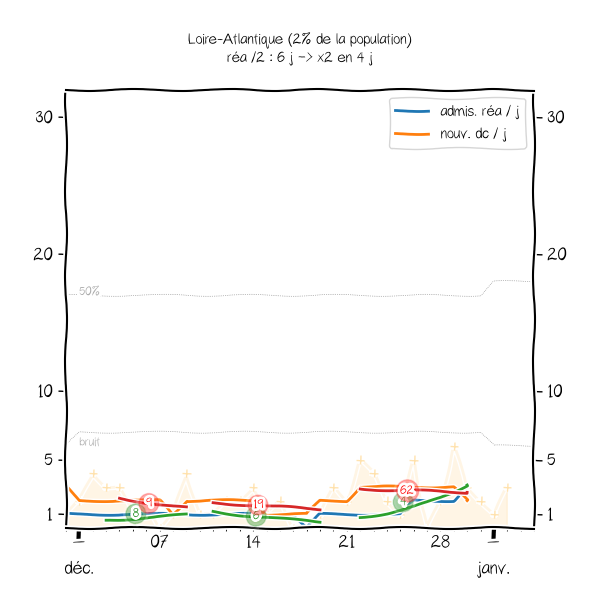 Loire-Atlantique (2% de la population)
réa /2 : 6 j -> x2 en 4 j
admis. réa / j
nouv. dc / j
30
30
20
20
50%
10
10
bruit
5
5
62
9
19
8
1
1
07
14
21
28
déc.
janv.